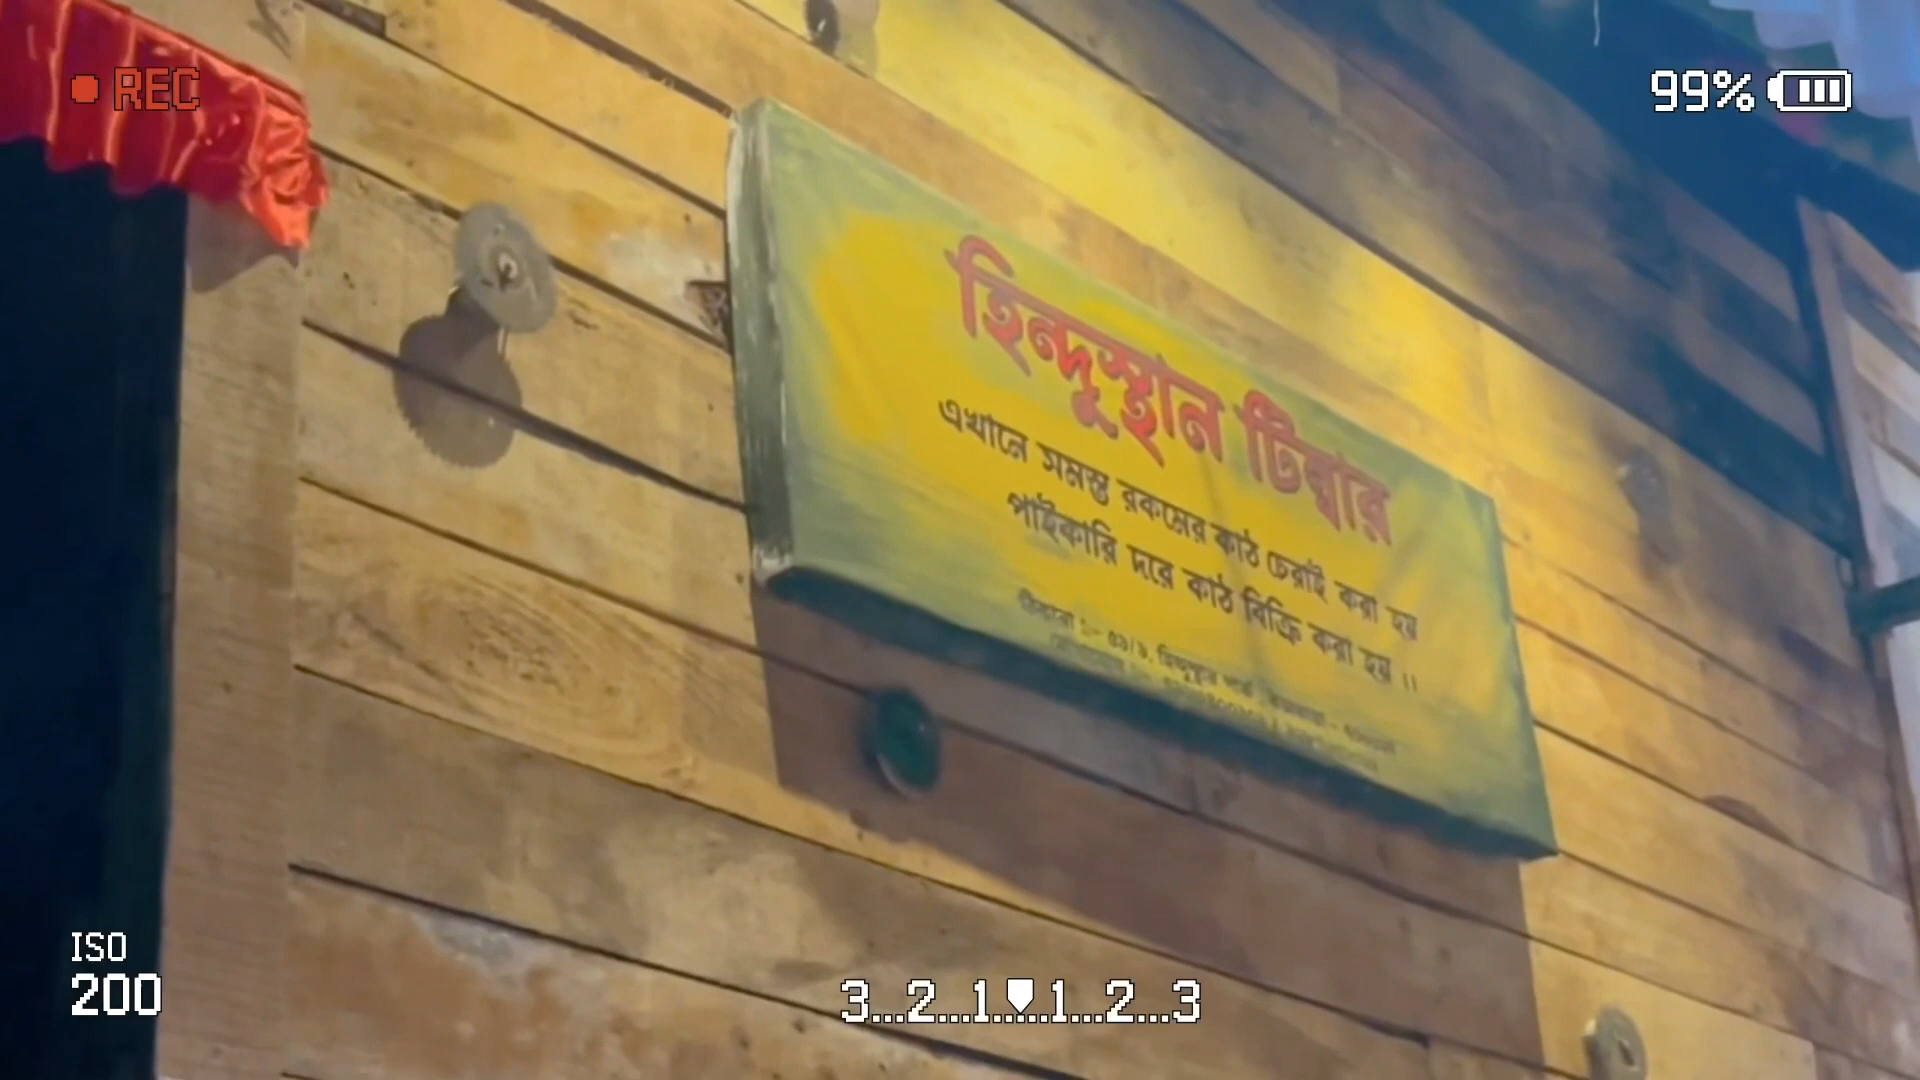 REC
99%
হিন্দুস্থান টিম্বার
এখানে সমস্ত রকমের কাঠ চেরাই করা হয়
পাইকারি দরে কাঠ বিক্রি করা হয় ।।
ঠিকানা :-
ISO
200
3...2...1...1...2...3